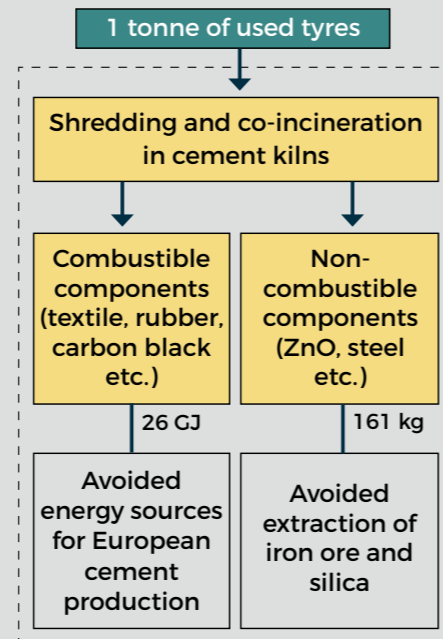 1 tonne of used tyres
Shredding and co-incineration
in cement kilns
Combustible
components
(textile, rubber,
carbon black
etc.)
Non-
combustible
components
(ZnO, steel
etc.)
26 GJ
161 kg
Avoided
energy sources
for European
cement
production
Avoided
extraction of
iron ore and
silica